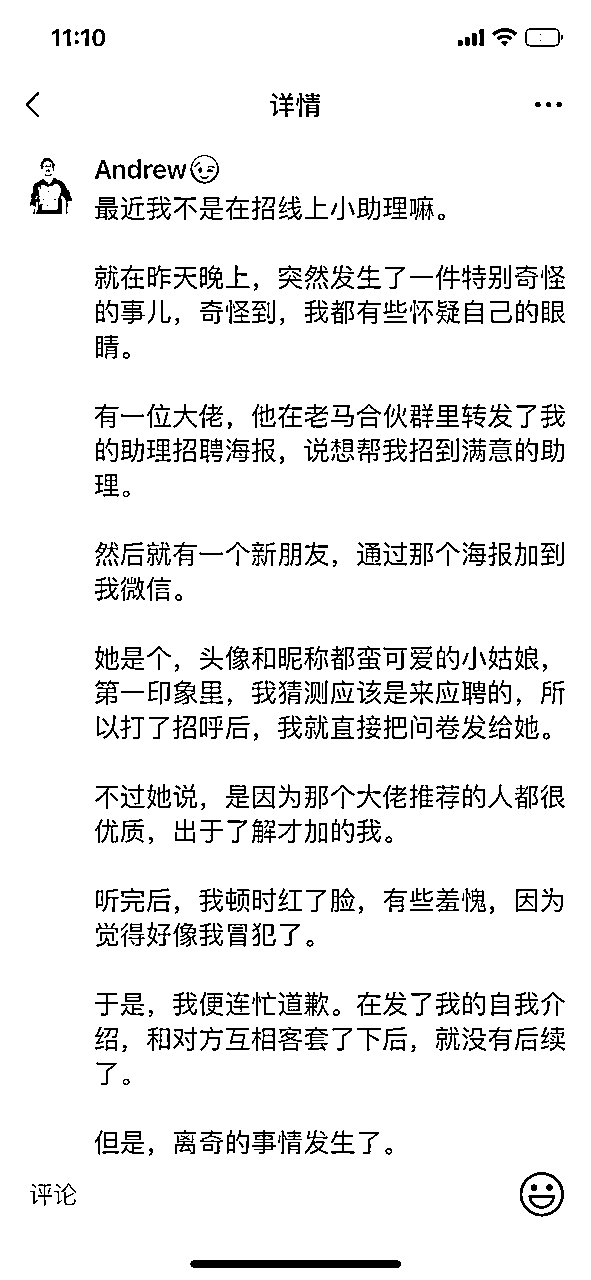 11:10
详情
Andrew😉
最近我不是在招线上小助理嘛。
就在昨天晚上，突然发生了一件特别奇怪
的事儿，奇怪到，我都有些怀疑自己的眼
睛。
有一位大佬，他在老马合伙群里转发了我
的助理招聘海报，说想帮我招到满意的助
理。
然后就有一个新朋友，通过那个海报加到
我微信。
她是个，头像和昵称都蛮可爱的小姑娘，
第一印象里，我猜测应该是来应聘的，所
以打了招呼后，我就直接把问卷发给她。
不过她说，是因为那个大佬推荐的人都很
优质，出于了解才加的我。
听完后，我顿时红了脸，有些羞愧，因为
觉得好像我冒犯了。
于是，我便连忙道歉。在发了我的自我介
绍，和对方互相客套了下后，就没有后续
了。
但是，离奇的事情发生了。
评论